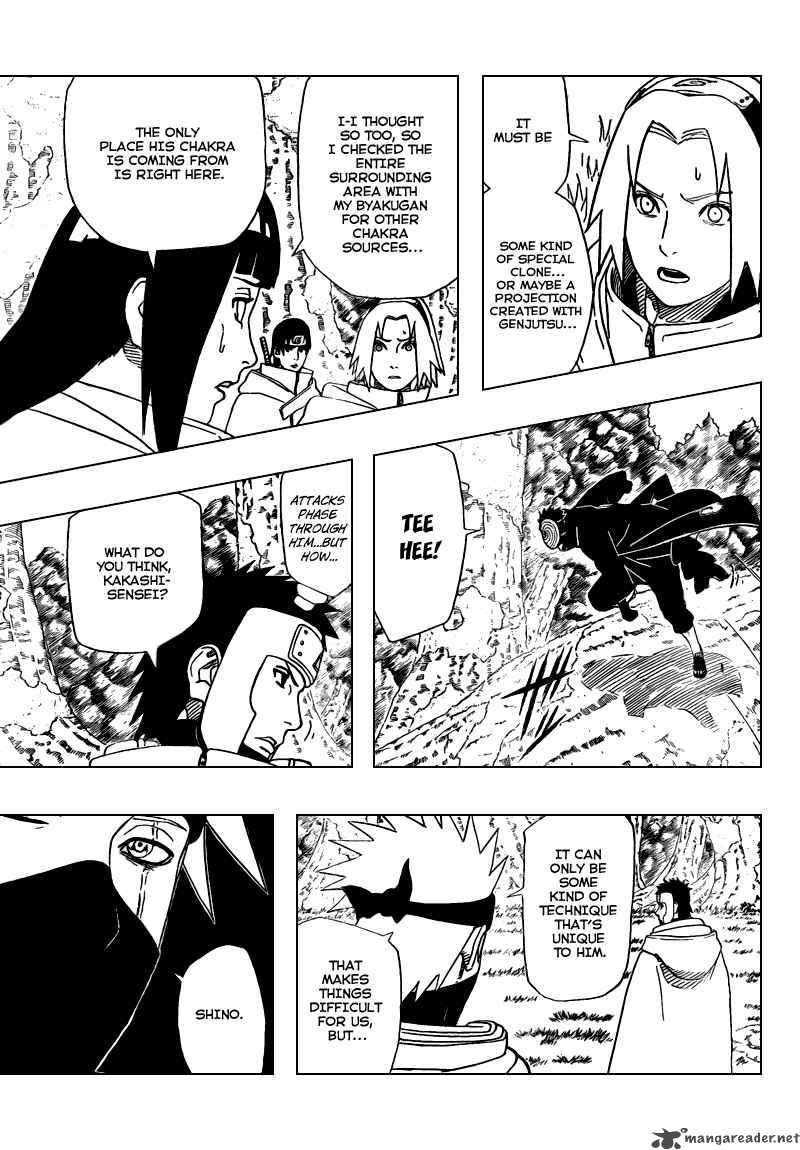 IT
MUST BE
SOME KIND
OF SPECIAL
CLONE...
OR MAYBE A
PROJECTION
CREATED WITH
GENJUTSU...
I-I THOUGHT
SO TOO, SO
I CHECKED THE
ENTIRE
SURROUNDING
AREA WITH
MY BYAKUGAN
FOR OTHER
CHAKRA
SOURCES...
THE ONLY
PLACE HIS CHAKRA
IS COMING FROM
IS RIGHT HERE.
TEE
HEE!
ATTACKS
PHASE
THROUGH
HIM...BUT
HOW...
WHAT DO
YOU THINK,
KAKASHI-
SENSEI?
IT CAN
ONLY BE
SOME
KIND OF
TECHNIQUE
THAT'S
UNIQUE
TO HIM.
THAT
MAKES
THINGS
DIFFICULT
FOR US,
BUT...
SHINO.
mangareader.net